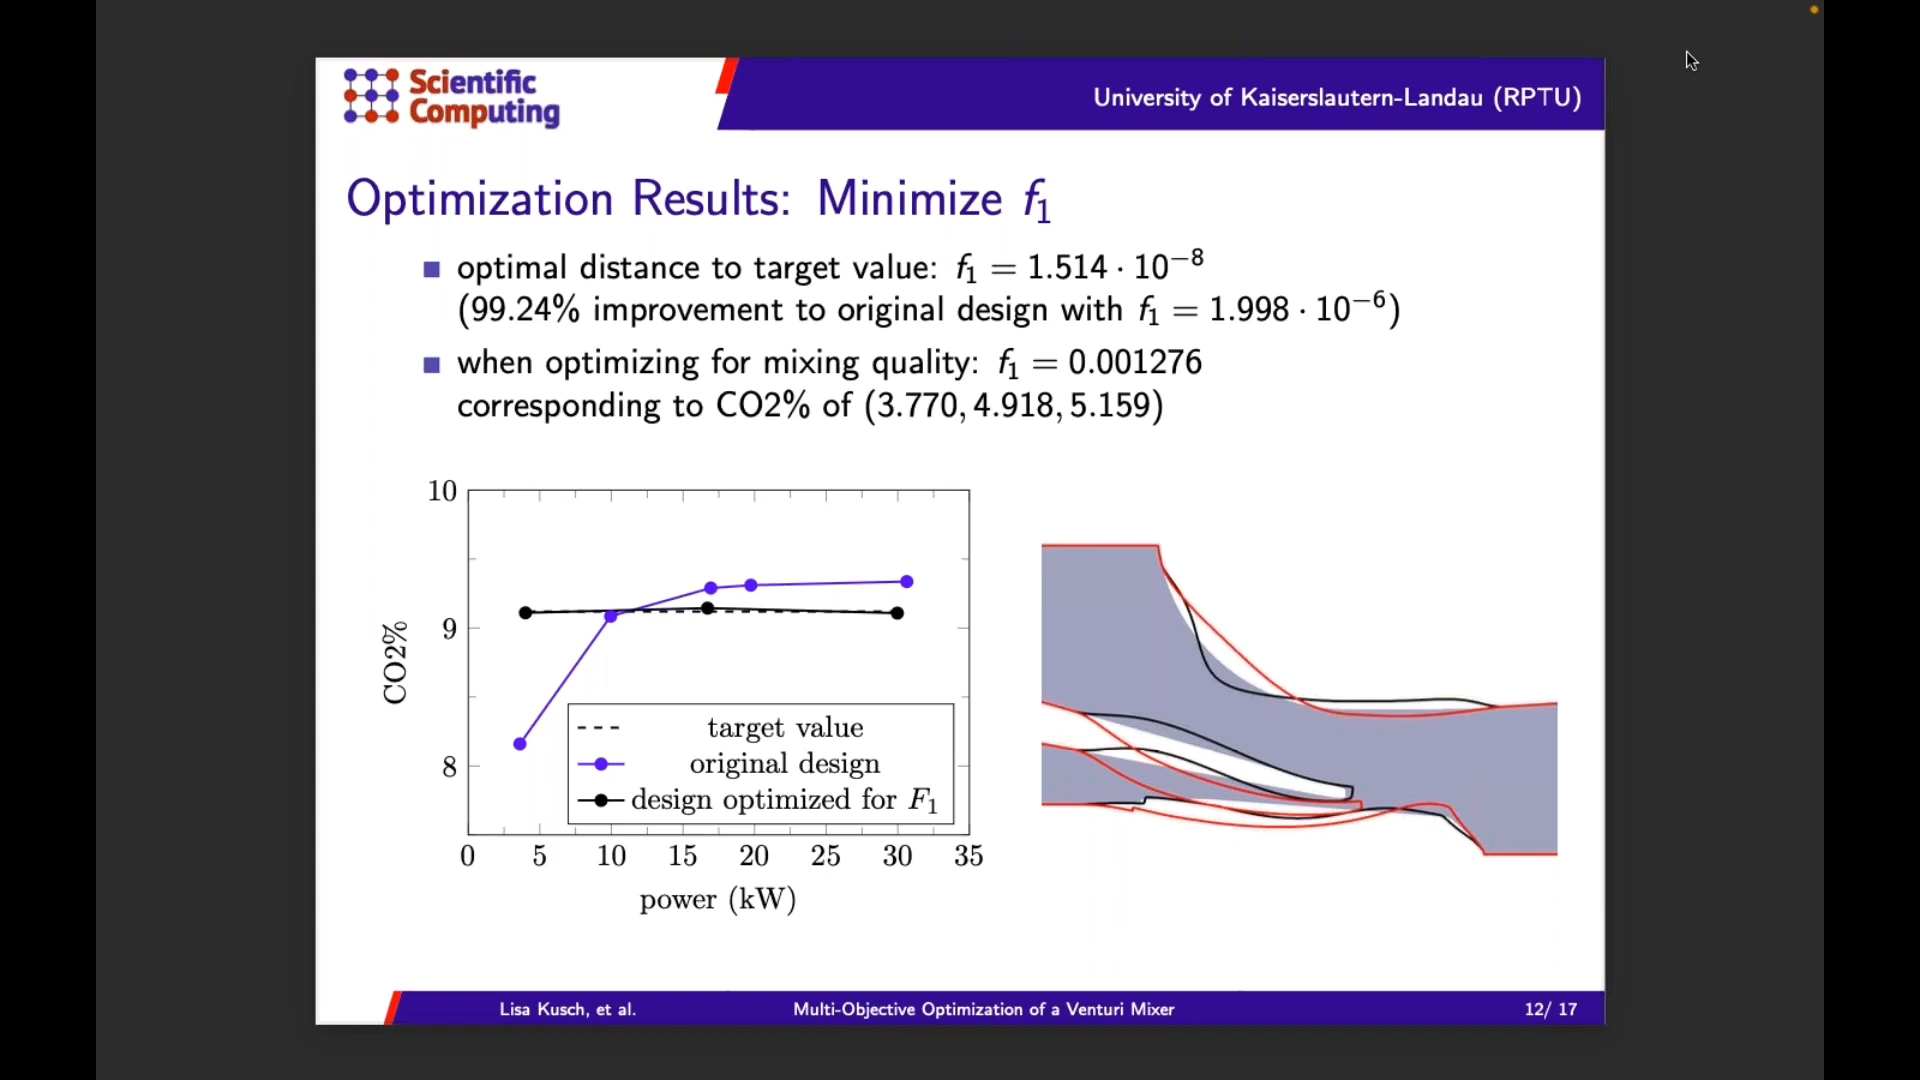 Scientific
Computing
University of Kaiserslautern-Landau (RPTU)
Optimization Results: Minimize f₁
optimal distance to target value: f₁ = 1.514 · 10⁻⁸
(99.24% improvement to original design with f₁ = 1.998 · 10⁻⁶)
when optimizing for mixing quality: f₁ = 0.001276
corresponding to CO2% of (3.770, 4.918, 5.159)
10
9
8
CO2%
target value
original design
design optimized for F₁
0 5 10 15 20 25 30 35
power (kW)
Lisa Kusch, et al. Multi-Objective Optimization of a Venturi Mixer 12/ 17